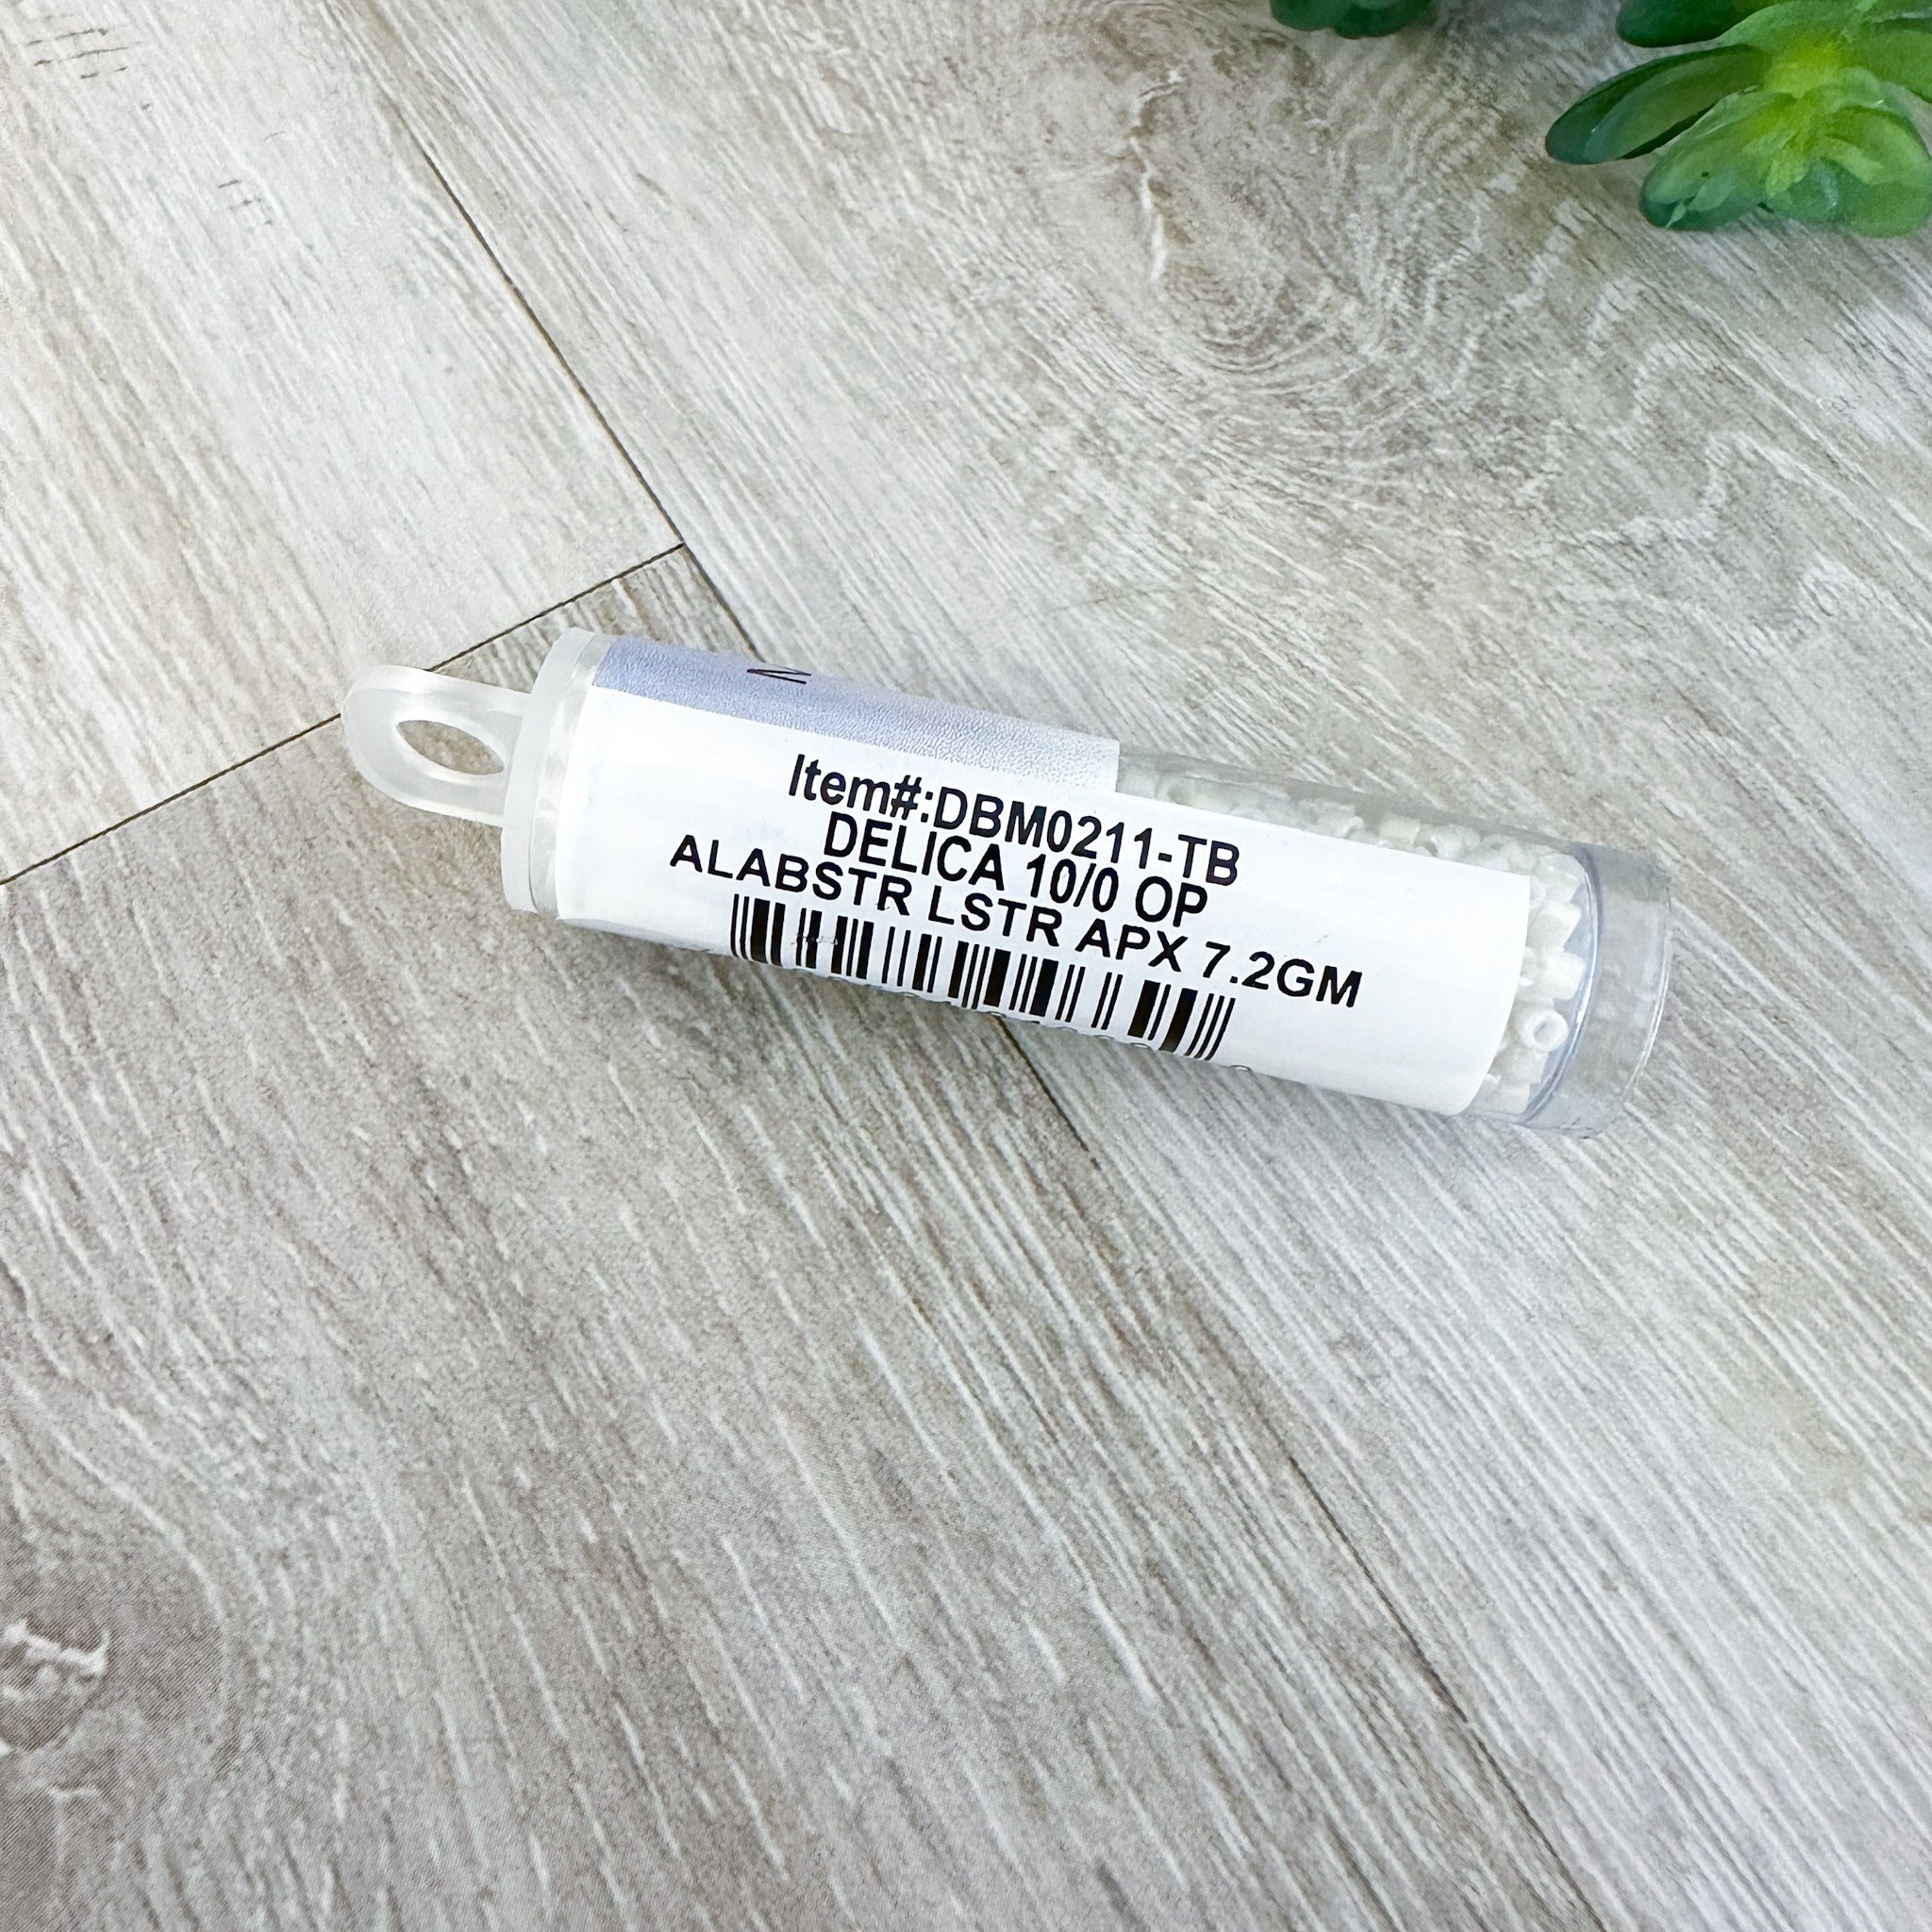 Item#:DBM0211-TB
DELICA 10/0 OP
ALABSTR LSTR APX 7.2GM